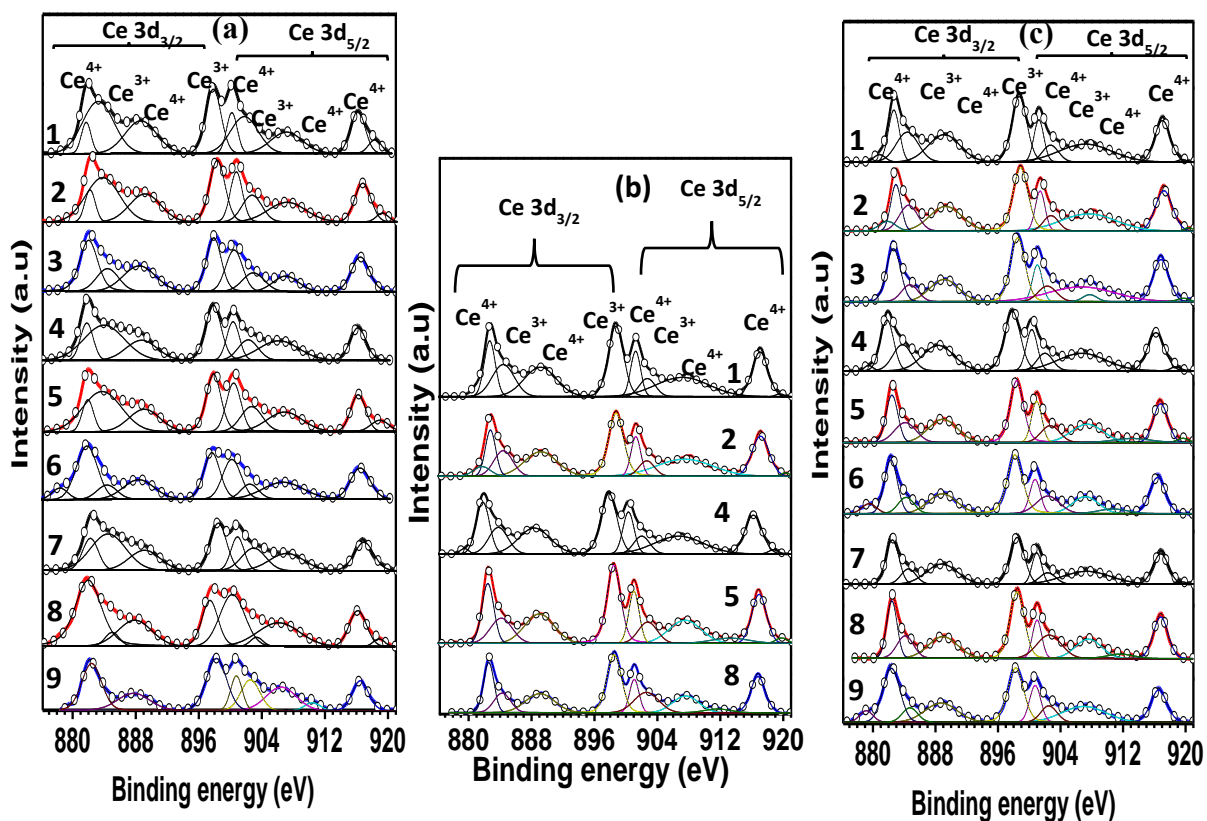 (a)
Ce 3d3/2 Ce 3d5/2
Ce4+ Ce3+ Ce4+ Ce3+ Ce4+ Ce3+ Ce4+ Ce4+
1
2
3
4
5
6
7
8
9
Intensity (a.u)
880 888 896 904 912 920
Binding energy (eV)
(b)
Ce 3d3/2 Ce 3d5/2
Ce4+ Ce3+ Ce4+ Ce3+ Ce4+ Ce3+ Ce4+ Ce4+
1
2
4
5
8
Intensity (a.u)
880 888 896 904 912 920
Binding energy (eV)
(c)
Ce 3d3/2 Ce 3d5/2
Ce4+ Ce3+ Ce4+ Ce3+ Ce4+ Ce3+ Ce4+ Ce4+
1
2
3
4
5
6
7
8
9
Intensity (a.u)
880 888 896 904 912 920
Binding energy (eV)